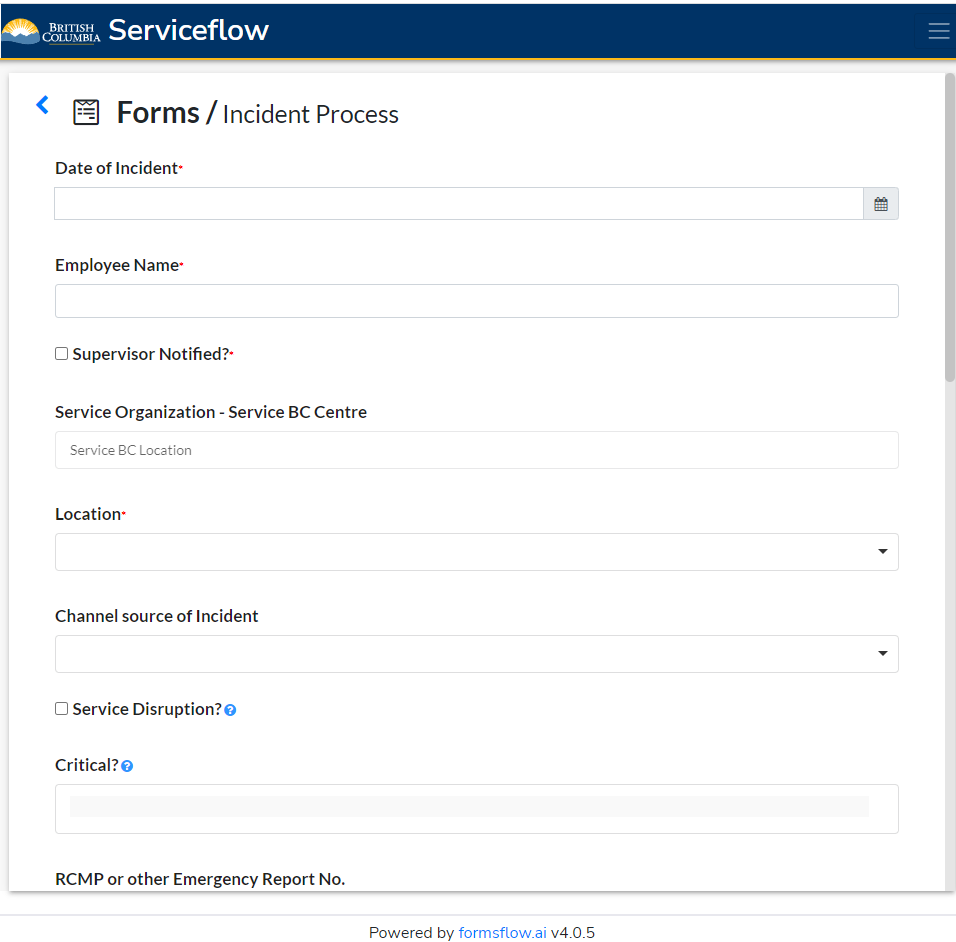 BRITISH
COLUMBIA
Serviceflow
Forms / Incident Process
Date of Incident*
Employee Name*
Supervisor Notified?*
Service Organization - Service BC Centre
Service BC Location
Location*
Channel source of Incident
Service Disruption?
Critical?
RCMP or other Emergency Report No.
Powered by formsflow.ai v4.0.5